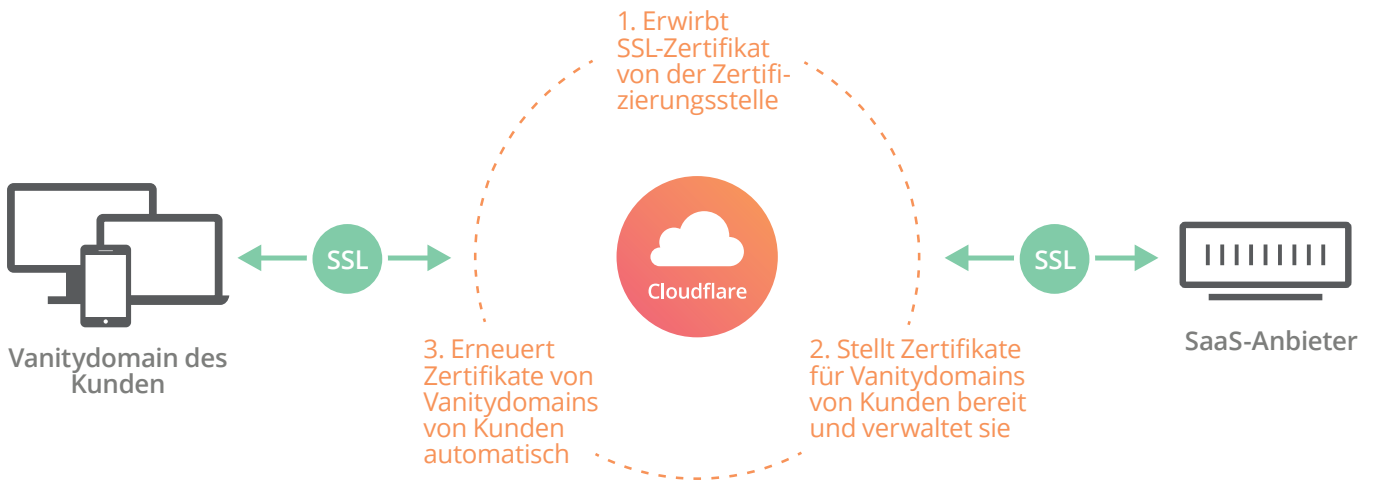 1. Erwirbt
SSL-Zertifikat
von der Zertifi-
zierungsstelle
SSL
Cloudflare
SSL
Vanitydomain des
Kunden
3. Erneuert
Zertifikate von
Vanitydomains
von Kunden
automatisch
2. Stellt Zertifikate
für Vanitydomains
von Kunden bereit
und verwaltet sie
SaaS-Anbieter